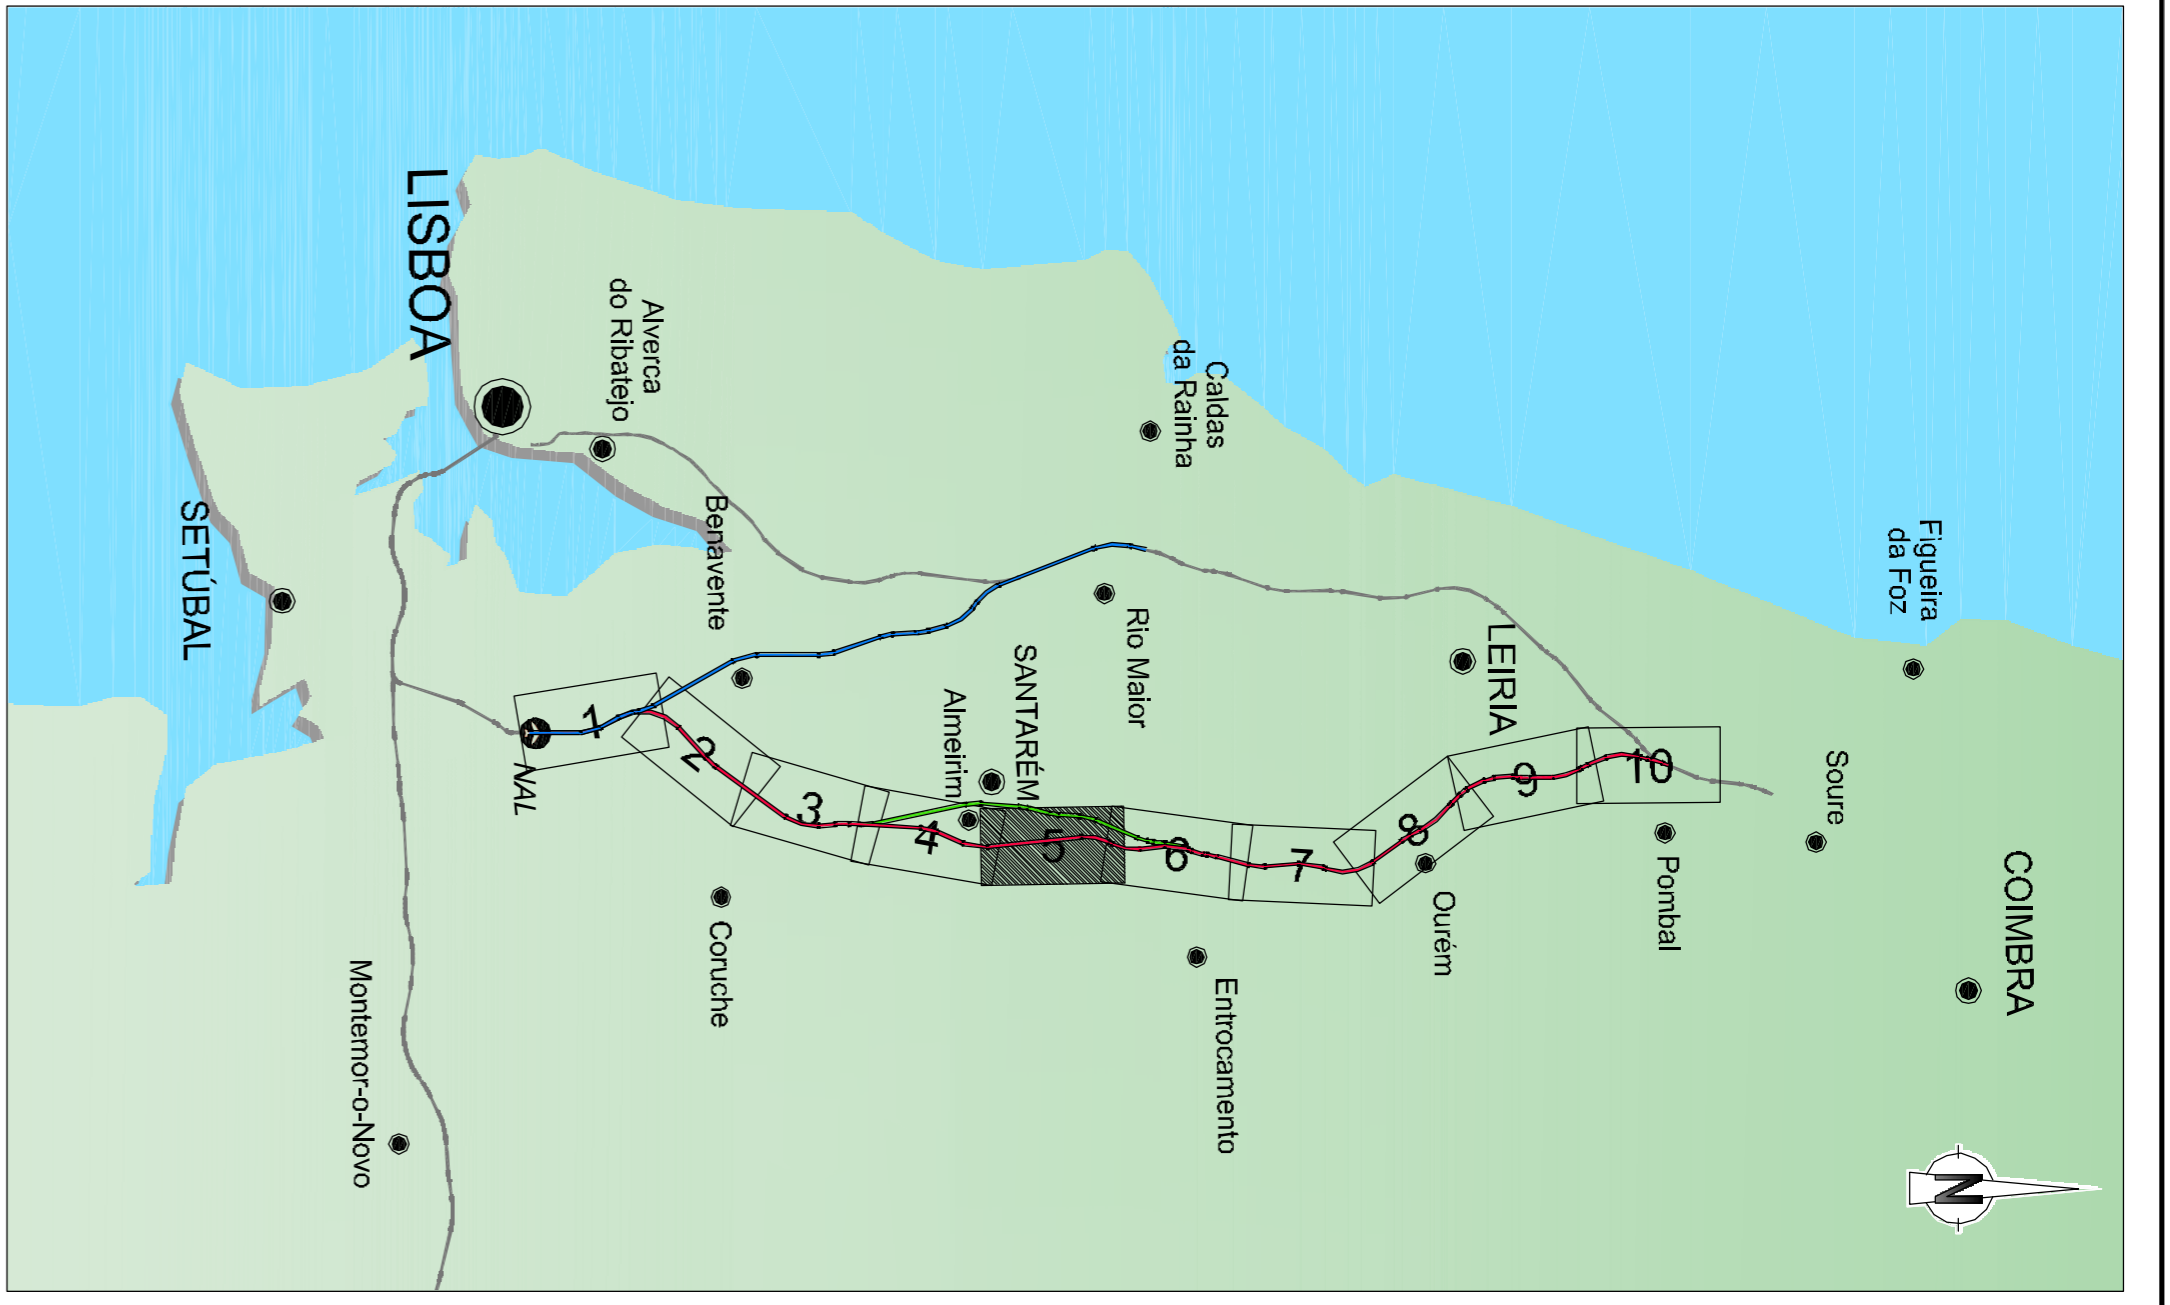 COIMBRA
Figueira
da Foz
Soure
Pombal
LEIRIA
Ourém
Caldas
da Rainha
Rio Maior
Entrocamento
SANTARÉM
Almeirim
Benavente
Coruche
Alverca
do Ribatejo
LISBOA
NAL
SETÚBAL
Montemor-o-Novo
10
9
8
7
6
5
4
3
2
1
N